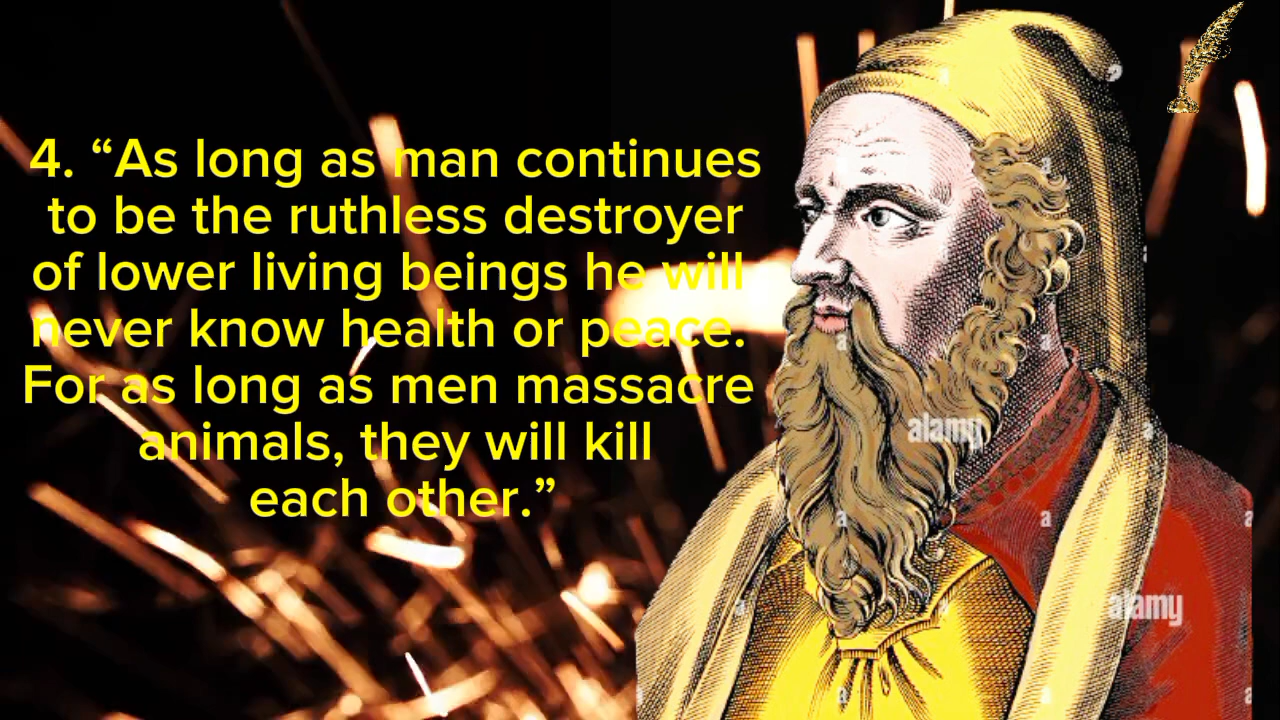 4. “As long as man continues
to be the ruthless destroyer
of lower living beings he will
never know health or peace.
For as long as men massacre
animals, they will kill
each other.”
alamy
alamy
a
a
a
a
a
a
a
a
a
a
a
a
a
a